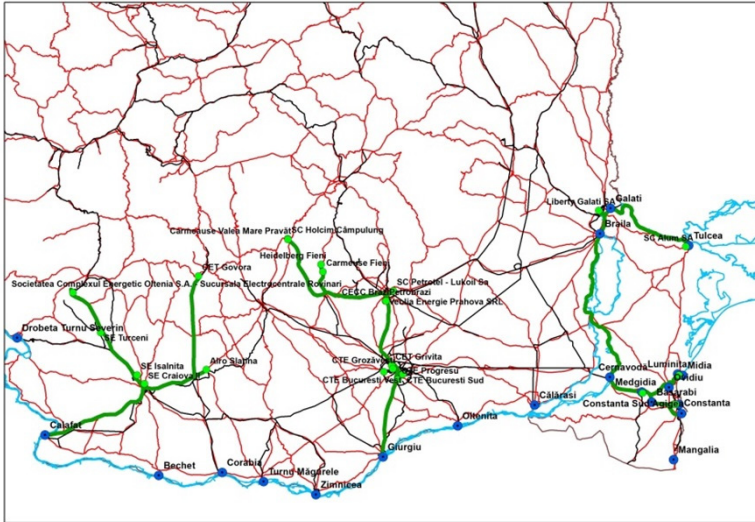 Liberty Galati SA
Galati
Braila
Carmeuse Valea Mare Pravăț
SC Holcim Câmpulung
SC Alum SA
Tulcea
Heidelberg Fieni
Carmeuse Fieni
CET Govora
Societatea Complexul Energetic Oltenia S.A.
Sucursala Electrocentrale Rovinari
SC Petrotel - Lukoil Sa
CECC Brazi
Petrobrazi
Veolia Energie Prahova SRL
Drobeta Turnu Severin
SE Turceni
SE Isalnita
SE Craiova II
Alro Slatina
CTE Grozăvești
CET Grivita
CTE Progresu
CTE Bucuresti Vest
CTE Bucuresti Sud
Cernavoda
Luminita
Midia
Ovidiu
Medgidia
Basarabi
Constanta Sud Agigea
Constanta
Călărasi
Oltenita
Calafat
Giurgiu
Bechet
Corabia
Turnu Măgurele
Zimnicea
Mangalia